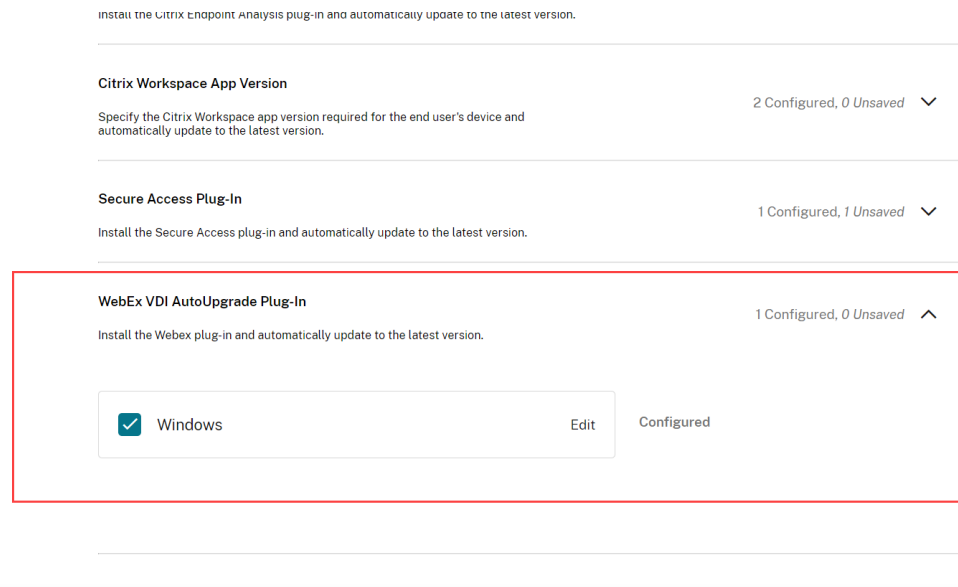 Install the Citrix Endpoint Analysis plug-in and automatically update to the latest version.
Citrix Workspace App Version
2 Configured, 0 Unsaved
Specify the Citrix Workspace app version required for the end user's device and
automatically update to the latest version.
Secure Access Plug-In
1 Configured, 1 Unsaved
Install the Secure Access plug-in and automatically update to the latest version.
WebEx VDI AutoUpgrade Plug-In
1 Configured, 0 Unsaved
Install the Webex plug-in and automatically update to the latest version.
Windows
Edit
Configured